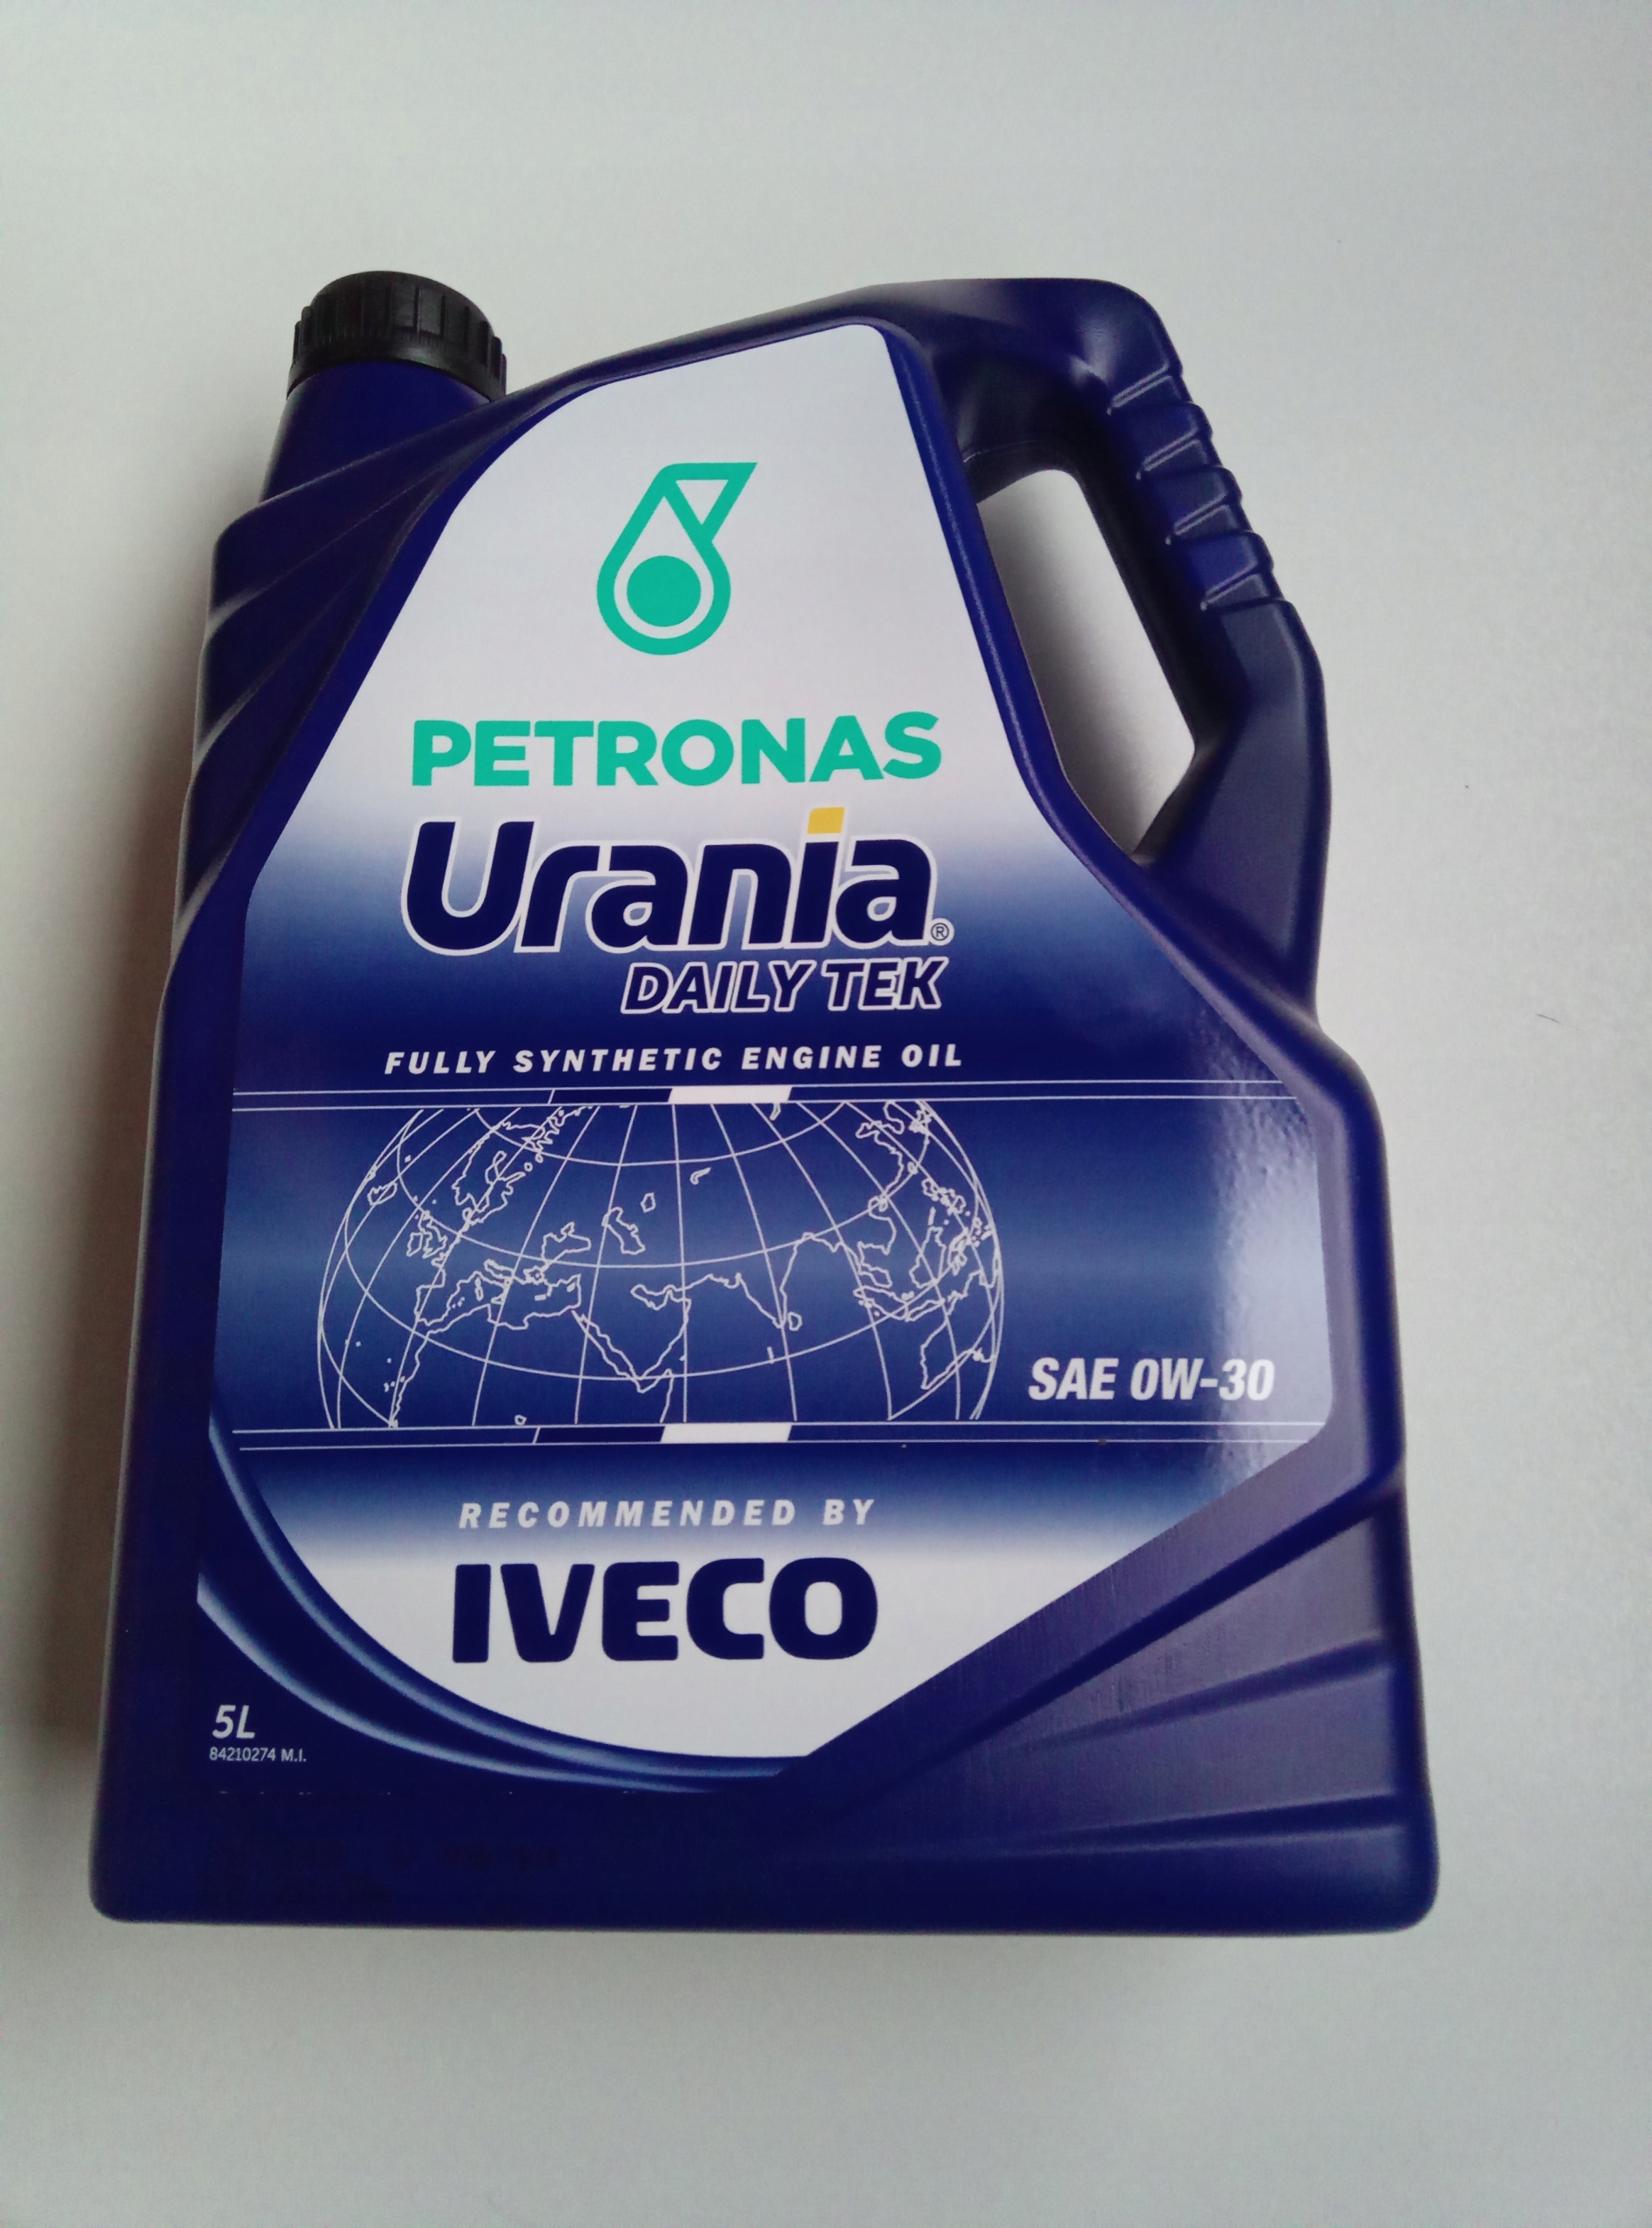 PETRONAS
Urania®
DAILY TEK
FULLY SYNTHETIC ENGINE OIL
SAE 0W-30
RECOMMENDED BY
IVECO
5L
84210274 M.I.